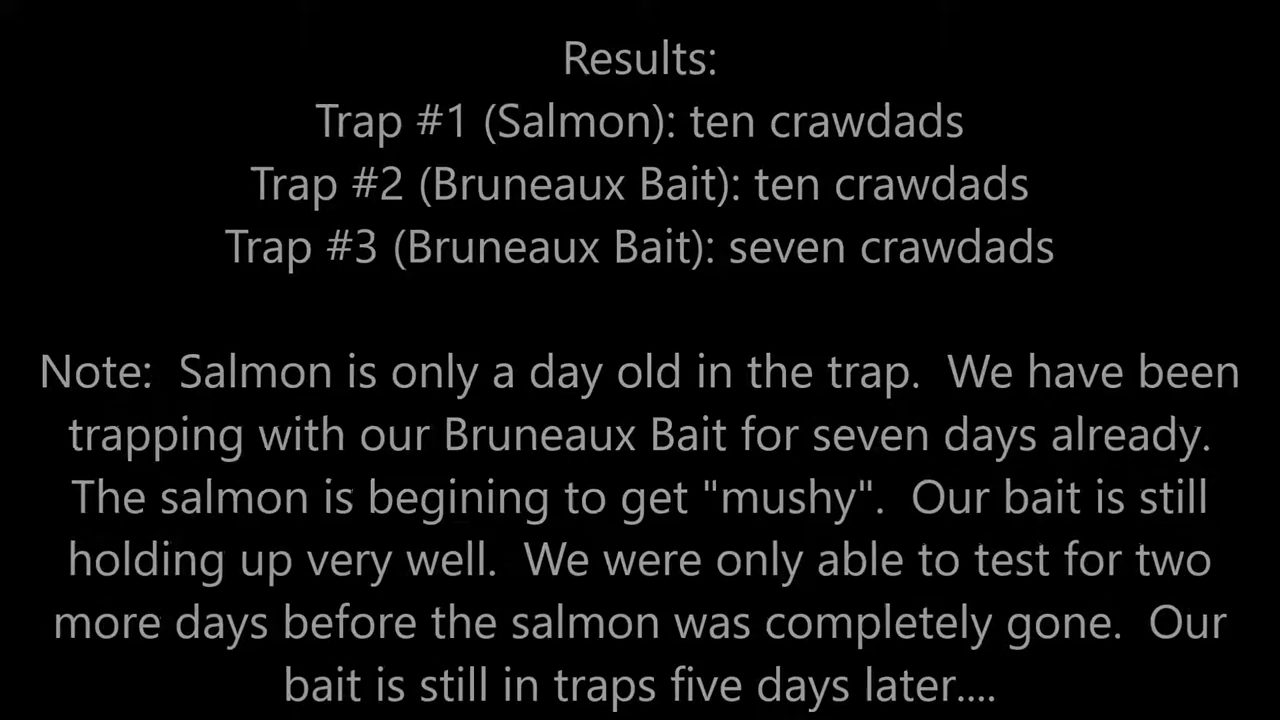 Results:
Trap #1 (Salmon): ten crawdads
Trap #2 (Bruneaux Bait): ten crawdads
Trap #3 (Bruneaux Bait): seven crawdads
Note:  Salmon is only a day old in the trap.  We have been
trapping with our Bruneaux Bait for seven days already.
The salmon is begining to get "mushy".  Our bait is still
holding up very well.  We were only able to test for two
more days before the salmon was completely gone.  Our
bait is still in traps five days later....